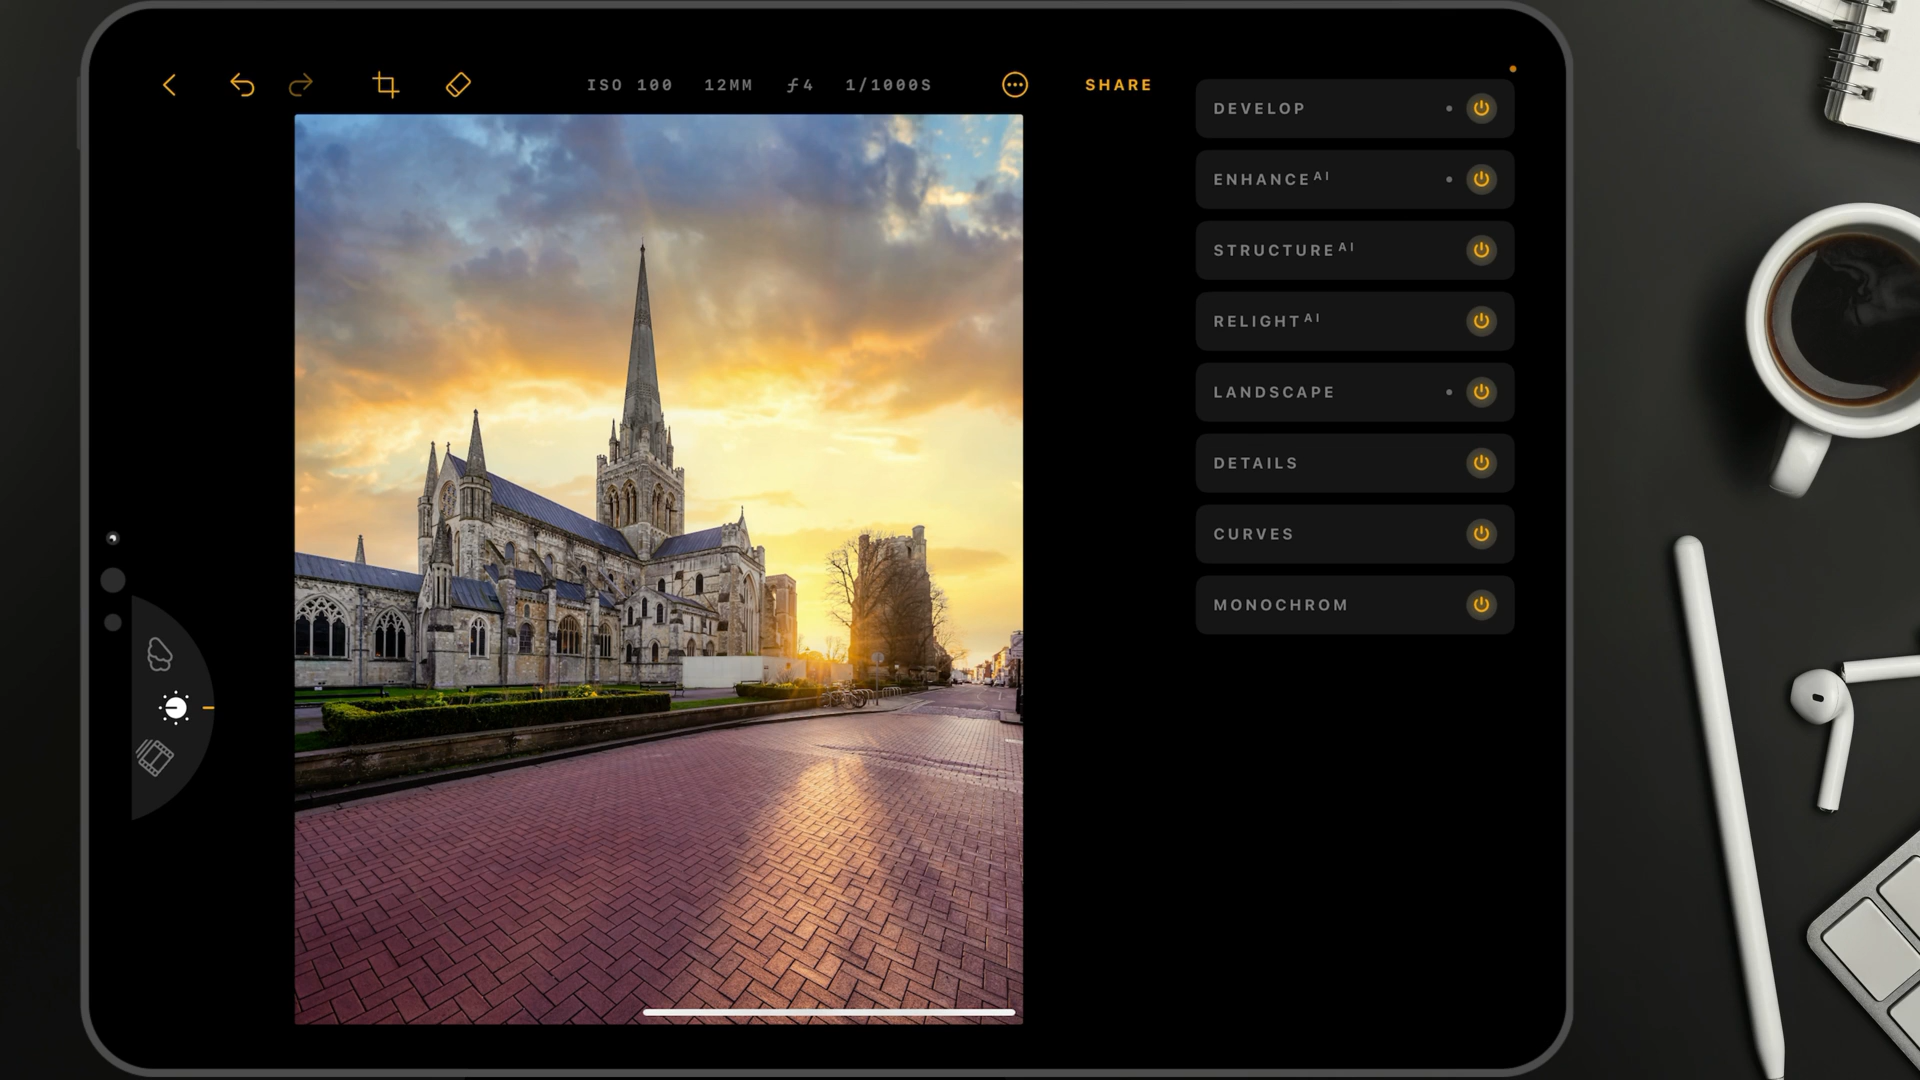 ISO 100 12MM ƒ4 1/1000S SHARE
DEVELOP
ENHANCE AI
STRUCTURE AI
RELIGHT AI
LANDSCAPE
DETAILS
CURVES
MONOCHROM